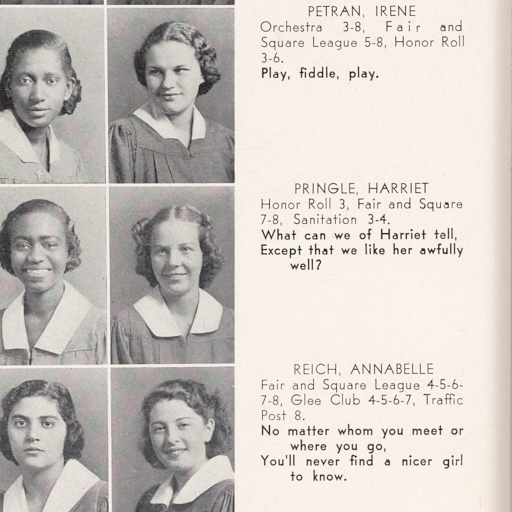 PETRAN, IRENE
Orchestra 3-8, Fair and
Square League 5-8, Honor Roll
3-6.
Play, fiddle, play.
PRINGLE, HARRIET
Honor Roll 3, Fair and Square
7-8, Sanitation 3-4.
What can we of Harriet tell,
Except that we like her awfully
well?
REICH, ANNABELLE
Fair and Square League 4-5-6-
7-8, Glee Club 4-5-6-7, Traffic
Post 8.
No matter whom you meet or
where you go,
You'll never find a nicer girl
to know.